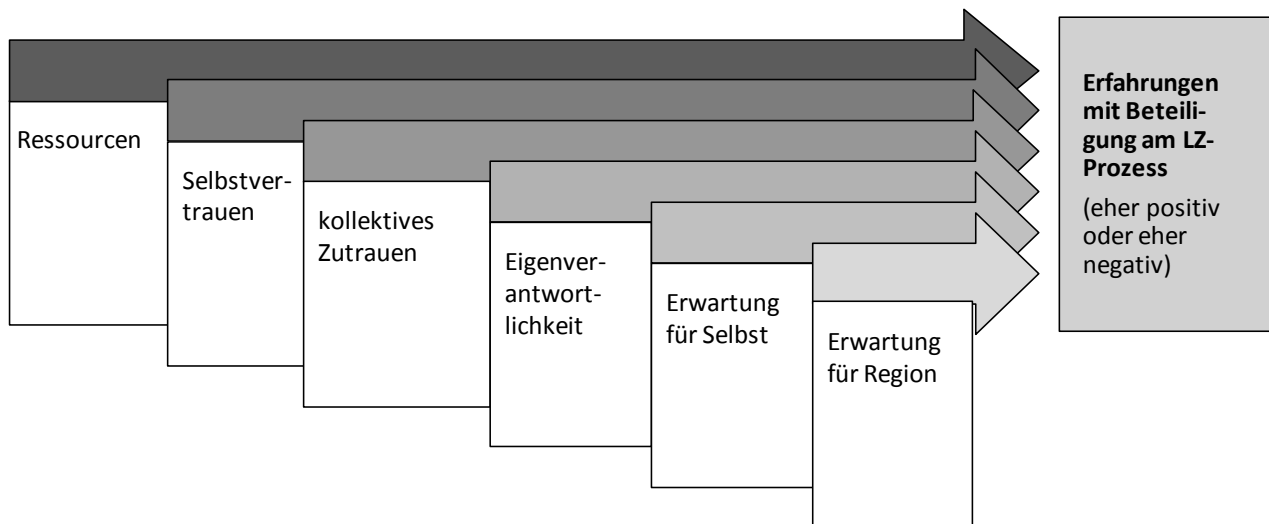 Ressourcen
Selbstver-
trauen
kollektives
Zutrauen
Eigenver-
antwort-
lichkeit
Erwartung
für Selbst
Erwartung
für Region
Erfahrungen
mit Beteili-
gung am LZ-
Prozess
(eher positiv
oder eher
negativ)